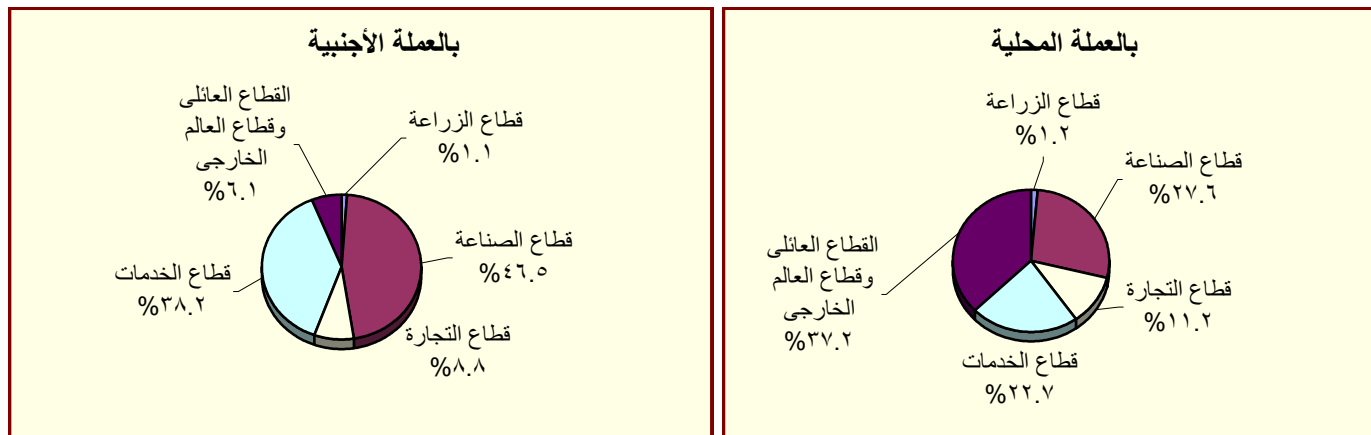 بالعملة المحلية
قطاع الزراعة
%١.٢
قطاع الصناعة
%٢٧.٦
قطاع التجارة
%١١.٢
قطاع الخدمات
%٢٢.٧
القطاع العائلى
وقطاع العالم
الخارجى
%٣٧.٢
بالعملة الأجنبية
قطاع الزراعة
%١.١
قطاع الصناعة
%٤٦.٥
قطاع التجارة
%٨.٨
قطاع الخدمات
%٣٨.٢
القطاع العائلى
وقطاع العالم
الخارجى
%٦.١